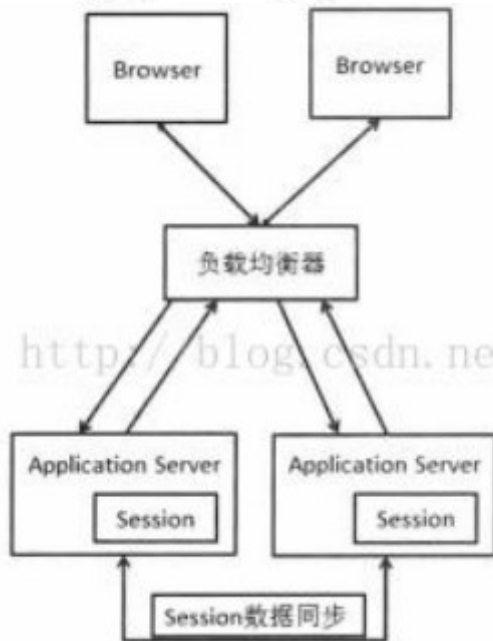 Browser
Browser
负载均衡器
http://blog.csdn.ne
Application Server
Session
Application Server
Session
Session数据同步